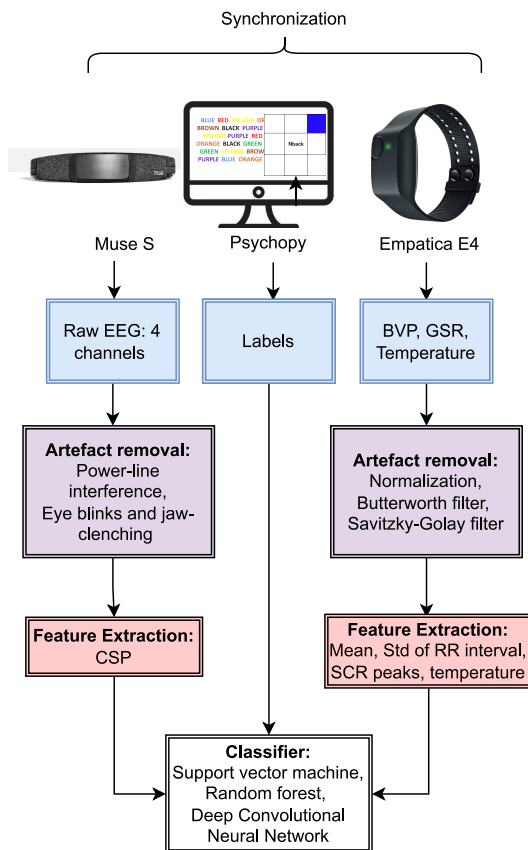 Synchronization
BLUE RED YELLOW OR
BROWN BLACK PURPLE
YELLOW PURPLE RED
ORANGE BLACK GREEN
GREEN YELLOW BROW
PURPLE BLUE ORANGE
Nback
Muse S
Psychopy
Empatica E4
Raw EEG: 4
channels
Labels
BVP, GSR,
Temperature
Artefact removal:
Power-line
interference,
Eye blinks and jaw-
clenching
Artefact removal:
Normalization,
Butterworth filter,
Savitzky-Golay filter
Feature Extraction:
CSP
Feature Extraction:
Mean, Std of RR interval,
SCR peaks, temperature
Classifier:
Support vector machine,
Random forest,
Deep Convolutional
Neural Network